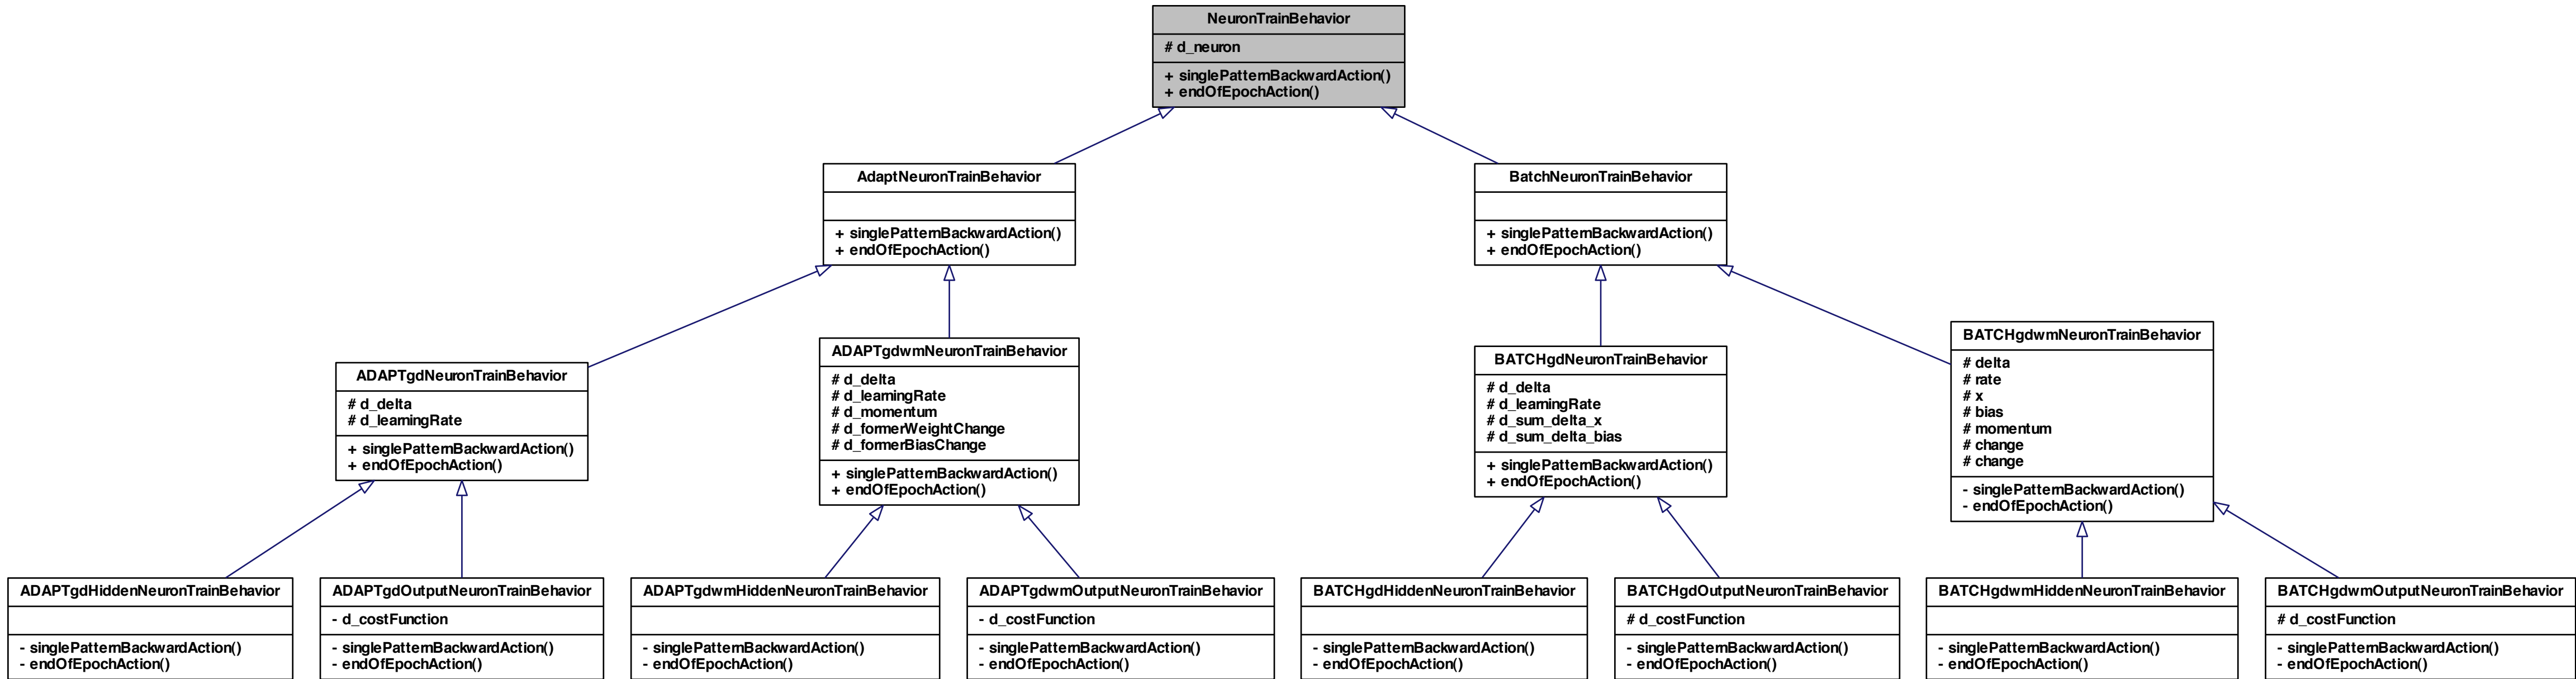 NeuronTrainBehavior
# d_neuron
+ singlePatternBackwardAction()
+ endOfEpochAction()
AdaptNeuronTrainBehavior
+ singlePatternBackwardAction()
+ endOfEpochAction()
BatchNeuronTrainBehavior
+ singlePatternBackwardAction()
+ endOfEpochAction()
ADAPTgdNeuronTrainBehavior
# d_delta
# d_learningRate
+ singlePatternBackwardAction()
+ endOfEpochAction()
ADAPTgdwmNeuronTrainBehavior
# d_delta
# d_learningRate
# d_momentum
# d_formerWeightChange
# d_formerBiasChange
+ singlePatternBackwardAction()
+ endOfEpochAction()
BATCHgdNeuronTrainBehavior
# d_delta
# d_learningRate
# d_sum_delta_x
# d_sum_delta_bias
+ singlePatternBackwardAction()
+ endOfEpochAction()
BATCHgdwmNeuronTrainBehavior
# delta
# rate
# x
# bias
# momentum
# change
# change
- singlePatternBackwardAction()
- endOfEpochAction()
ADAPTgdHiddenNeuronTrainBehavior
- singlePatternBackwardAction()
- endOfEpochAction()
ADAPTgdOutputNeuronTrainBehavior
- d_costFunction
- singlePatternBackwardAction()
- endOfEpochAction()
ADAPTgdwmHiddenNeuronTrainBehavior
- singlePatternBackwardAction()
- endOfEpochAction()
ADAPTgdwmOutputNeuronTrainBehavior
- d_costFunction
- singlePatternBackwardAction()
- endOfEpochAction()
BATCHgdHiddenNeuronTrainBehavior
- singlePatternBackwardAction()
- endOfEpochAction()
BATCHgdOutputNeuronTrainBehavior
# d_costFunction
- singlePatternBackwardAction()
- endOfEpochAction()
BATCHgdwmHiddenNeuronTrainBehavior
- singlePatternBackwardAction()
- endOfEpochAction()
BATCHgdwmOutputNeuronTrainBehavior
# d_costFunction
- singlePatternBackwardAction()
- endOfEpochAction()